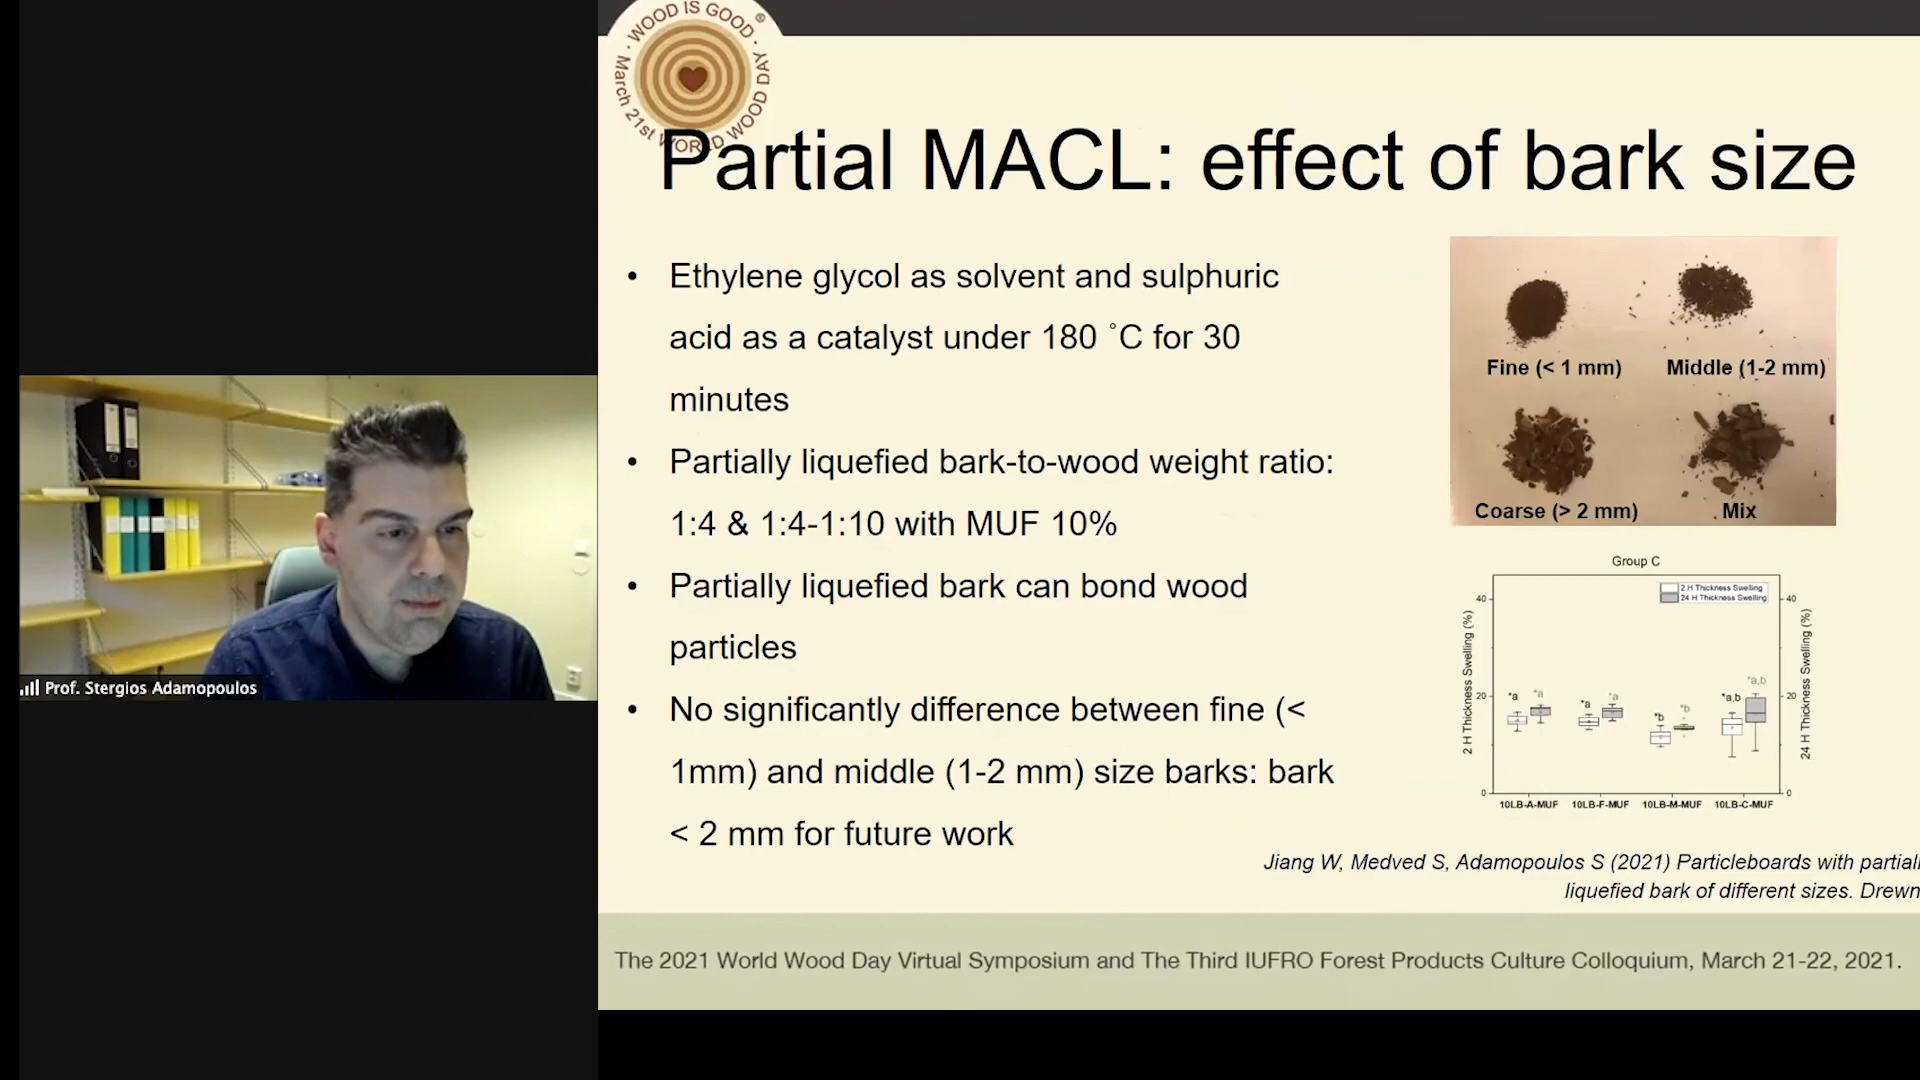 · WOOD IS GOOD · ®
March 21st WORLD WOOD DAY
Partial MACL: effect of bark size
• Ethylene glycol as solvent and sulphuric
acid as a catalyst under 180 ˚C for 30
minutes
• Partially liquefied bark-to-wood weight ratio:
1:4 & 1:4-1:10 with MUF 10%
• Partially liquefied bark can bond wood
particles
• No significantly difference between fine (<
1mm) and middle (1-2 mm) size barks: bark
< 2 mm for future work
Fine (< 1 mm)
Middle (1-2 mm)
Coarse (> 2 mm)
Mix
Group C
2 H Thickness Swelling
24 H Thickness Swelling
2 H Thickness Swelling (%)
40
20
0
*a
*a
*a
*a
*b
*b
*a,b
*a,b
40
20
0
24 H Thickness Swelling (%)
10LB-A-MUF
10LB-F-MUF
10LB-M-MUF
10LB-C-MUF
Jiang W, Medved S, Adamopoulos S (2021) Particleboards with partiall
liquefied bark of different sizes. Drewn
Prof. Stergios Adamopoulos
The 2021 World Wood Day Virtual Symposium and The Third IUFRO Forest Products Culture Colloquium, March 21-22, 2021.